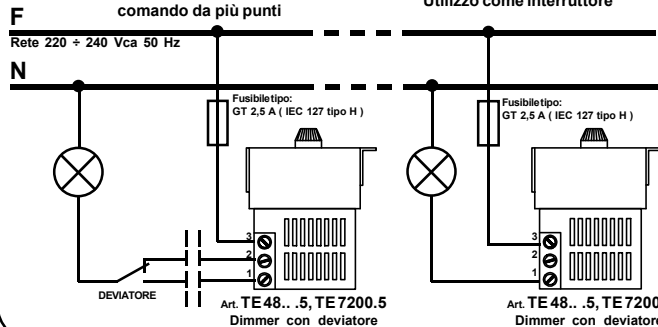 comando da più punti
Utilizzo come interruttore
F
Rete 220 ÷ 240 Vca 50 Hz
N
Fusibile tipo:
GT 2,5 A ( IEC 127 tipo H )
Fusibile tipo:
GT 2,5 A ( IEC 127 tipo H )
3
2
1
3
2
1
DEVIATORE
Art. TE 48.. .5, TE 7200.5
Dimmer con deviatore
Art. TE 48.. .5, TE 7200
Dimmer con deviatore